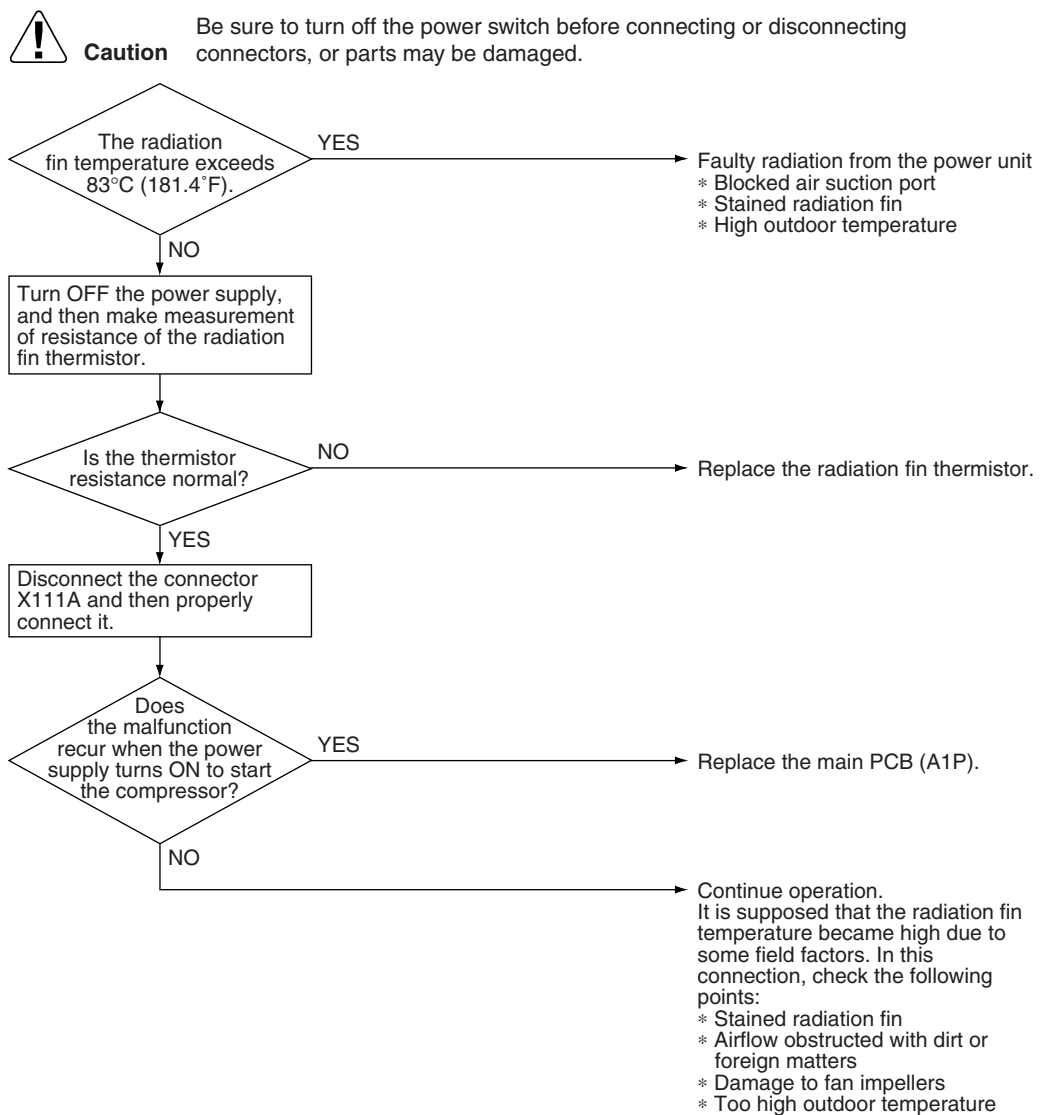 Caution
Be sure to turn off the power switch before connecting or disconnecting
connectors, or parts may be damaged.
The radiation
fin temperature exceeds
83°C (181.4˚F).
YES
Faulty radiation from the power unit
∗ Blocked air suction port
∗ Stained radiation fin
∗ High outdoor temperature
NO
Turn OFF the power supply,
and then make measurement
of resistance of the radiation
fin thermistor.
Is the thermistor
resistance normal?
NO
Replace the radiation fin thermistor.
YES
Disconnect the connector
X111A and then properly
connect it.
Does
the malfunction
recur when the power
supply turns ON to start
the compressor?
YES
Replace the main PCB (A1P).
NO
Continue operation.
It is supposed that the radiation fin
temperature became high due to
some field factors. In this
connection, check the following
points:
∗ Stained radiation fin
∗ Airflow obstructed with dirt or
foreign matters
∗ Damage to fan impellers
∗ Too high outdoor temperature